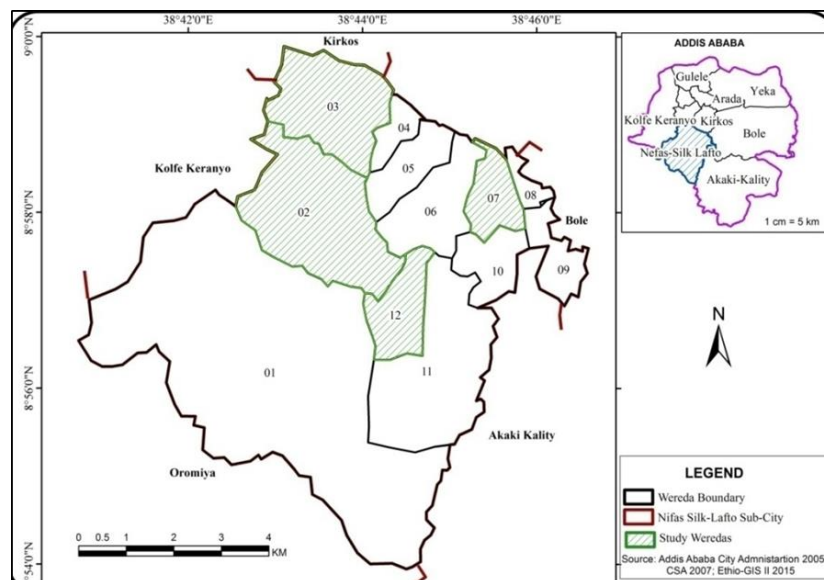 38°42'0"E 38°44'0"E 38°46'0"E
9°0'0"N
8°58'0"N
8°56'0"N
8°54'0"N
Kirkos
Kolfe Keranyo
Bole
Akaki Kality
Oromiya
03
04
05
02
06
07
08
10
09
12
01
11
0 0.5 1 2 3 4
KM
ADDIS ABABA
Gulele
Yeka
Arada
Kolfe Keranyo
Kirkos
Bole
Nefas-Silk Lafto
Akaki-Kality
1 cm = 5 km
N
LEGEND
Wereda Boundary
Nifas Silk-Lafto Sub-City
Study Weredas
Source: Addis Ababa City Admnistartion 2005
CSA 2007; Ethio-GIS II 2015